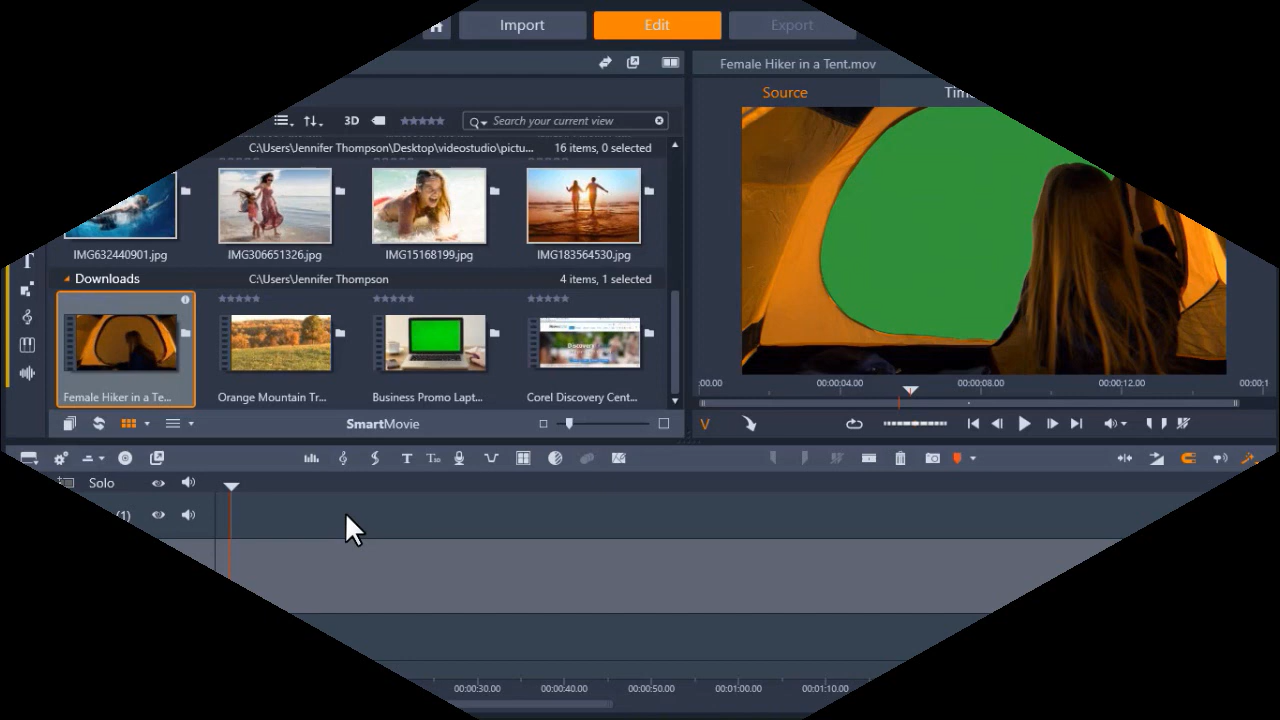 Import
Edit
Export
Female Hiker in a Tent.mov
Source
3D
Search your current view
C:\Users\Jennifer Thompson\Desktop\videostudio\pictu...
16 items, 0 selected
IMG632440901.jpg
IMG306651326.jpg
IMG15168199.jpg
IMG183564530.jpg
Downloads
C:\Users\Jennifer Thompson
4 items, 1 selected
Female Hiker in a Te...
Orange Mountain Tr...
Business Promo Lapt...
Corel Discovery Cent...
:00.00
00:00:04.00
00:00:08.00
00:00:12.00
00:00:1
SmartMovie
V
Solo
(1)
00:00:30.00
00:00:40.00
00:00:50.00
00:01:00.00
00:01:10.00